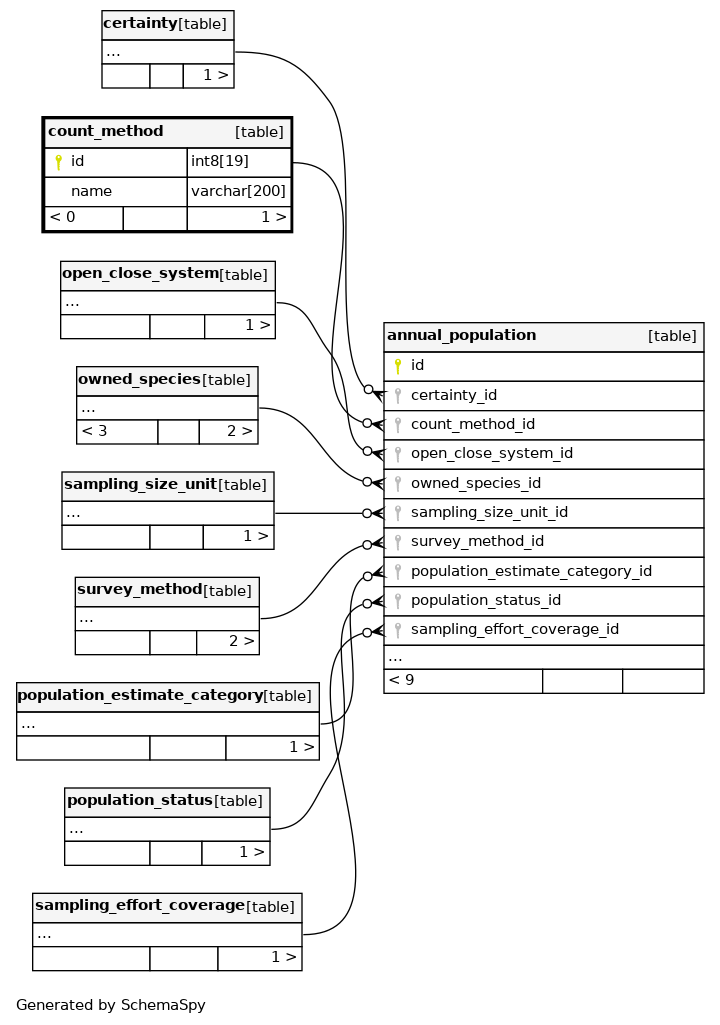 certainty [table]
...
1 >
count_method [table]
id int8[19]
name varchar[200]
< 0 1 >
open_close_system [table]
...
1 >
owned_species [table]
...
< 3 2 >
sampling_size_unit [table]
...
1 >
survey_method [table]
...
2 >
population_estimate_category [table]
...
1 >
population_status [table]
...
1 >
sampling_effort_coverage [table]
...
1 >
annual_population [table]
id
certainty_id
count_method_id
open_close_system_id
owned_species_id
sampling_size_unit_id
survey_method_id
population_estimate_category_id
population_status_id
sampling_effort_coverage_id
...
< 9
Generated by SchemaSpy